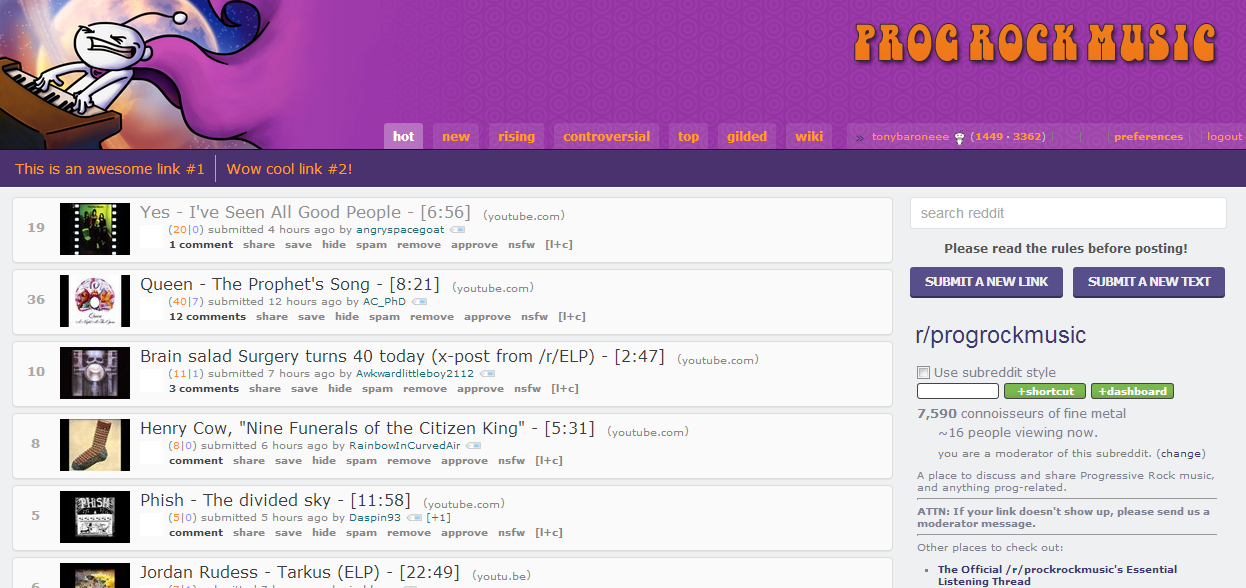 PROG ROCK MUSIC
hot new rising controversial top gilded wiki » tonybaroneee (1449 · 3362) | | | preferences | logout
This is an awesome link #1 Wow cool link #2!
19
Yes - I've Seen All Good People - [6:56] (youtube.com)
(20|0) submitted 4 hours ago by angryspacegoat
1 comment share save hide spam remove approve nsfw [l+c]
36
Queen - The Prophet's Song - [8:21] (youtube.com)
(40|7) submitted 12 hours ago by AC_PhD
12 comments share save hide spam remove approve nsfw [l+c]
10
Brain salad Surgery turns 40 today (x-post from /r/ELP) - [2:47] (youtube.com)
(11|1) submitted 7 hours ago by Awkwardlittleboy2112
3 comments share save hide spam remove approve nsfw [l+c]
8
Henry Cow, "Nine Funerals of the Citizen King" - [5:31] (youtube.com)
(8|0) submitted 6 hours ago by RainbowInCurvedAir
comment share save hide spam remove approve nsfw [l+c]
5
PHISH
Phish - The divided sky - [11:58] (youtube.com)
(5|0) submitted 5 hours ago by Daspin93 [+1]
comment share save hide spam remove approve nsfw [l+c]
Jordan Rudess - Tarkus (ELP) - [22:49] (youtu.be)
search reddit
Please read the rules before posting!
SUBMIT A NEW LINK SUBMIT A NEW TEXT
r/progrockmusic
Use subreddit style
+shortcut +dashboard
7,590 connoisseurs of fine metal
~16 people viewing now.
you are a moderator of this subreddit. (change)
A place to discuss and share Progressive Rock music,
and anything prog-related.
ATTN: If your link doesn't show up, please send us a
moderator message.
Other places to check out:
The Official /r/prockrockmusic's Essential
Listening Thread